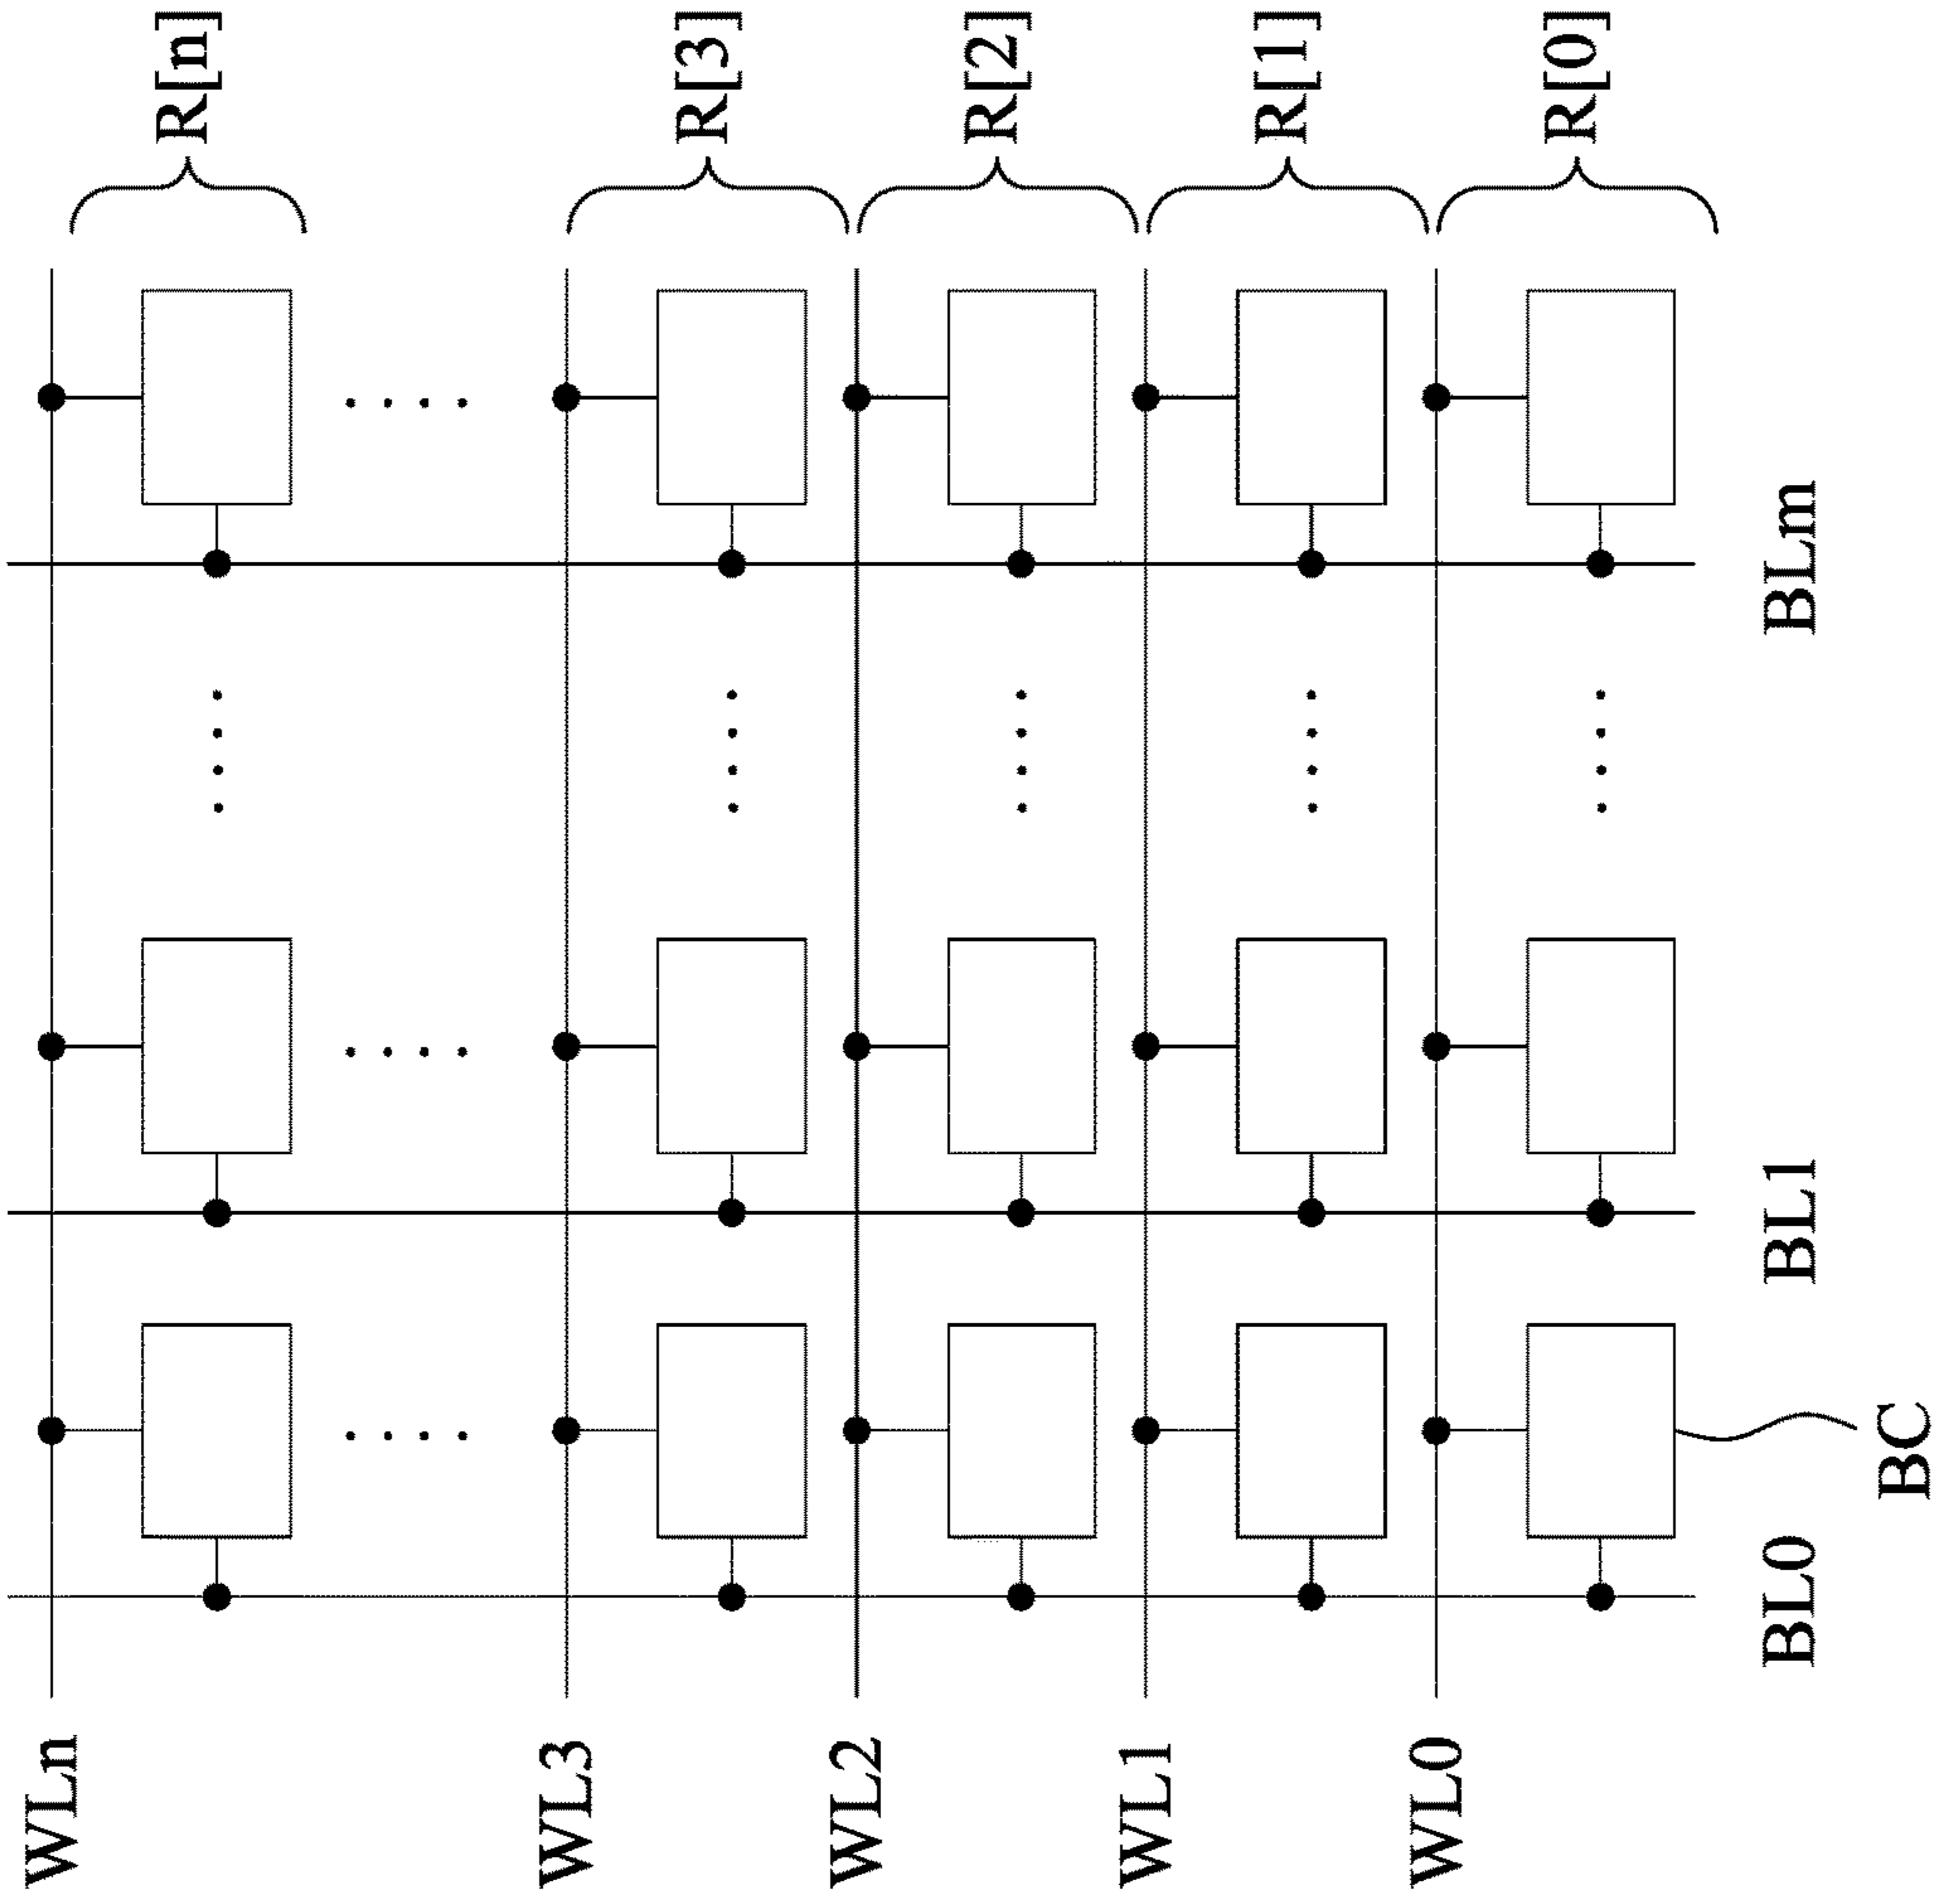 WLn
WL3
WL2
WL1
WL0
BL0
BL1
BLm
BC
R[n]
R[3]
R[2]
R[1]
R[0]